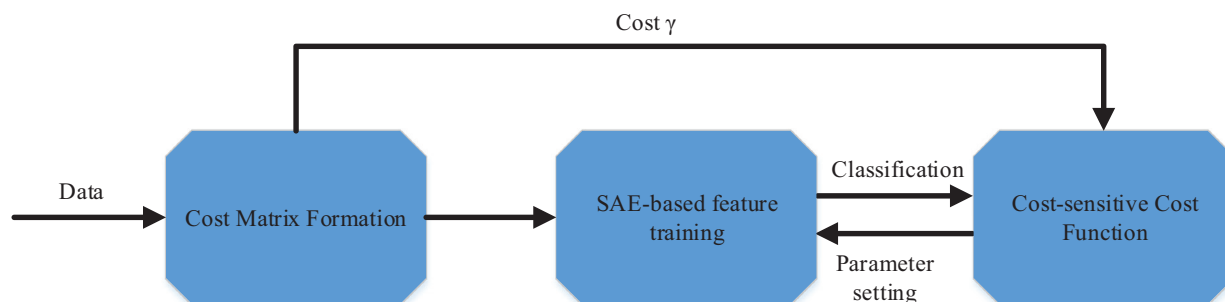 Cost γ
Data
Cost Matrix Formation
SAE-based feature
training
Classification
Parameter
setting
Cost-sensitive Cost
Function